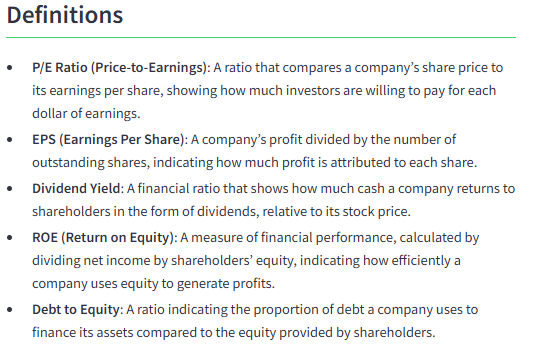 Definitions
• P/E Ratio (Price-to-Earnings): A ratio that compares a company’s share price to
its earnings per share, showing how much investors are willing to pay for each
dollar of earnings.
• EPS (Earnings Per Share): A company’s profit divided by the number of
outstanding shares, indicating how much profit is attributed to each share.
• Dividend Yield: A financial ratio that shows how much cash a company returns to
shareholders in the form of dividends, relative to its stock price.
• ROE (Return on Equity): A measure of financial performance, calculated by
dividing net income by shareholders’ equity, indicating how efficiently a
company uses equity to generate profits.
• Debt to Equity: A ratio indicating the proportion of debt a company uses to
finance its assets compared to the equity provided by shareholders.